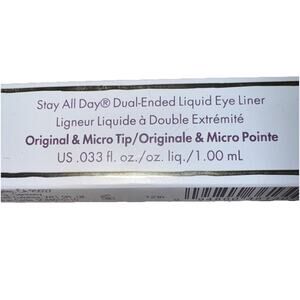 Stay All Day® Dual-Ended Liquid Eye Liner
Ligneur Liquide à Double Extrémité
Original & Micro Tip/Originale & Micro Pointe
US .033 fl. oz./oz. liq./1.00 mL